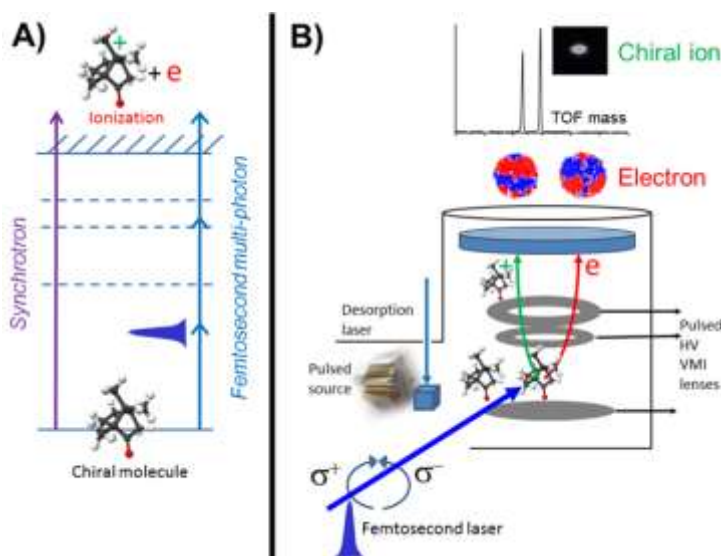 A)
+
+ e
Ionization
Synchrotron
Femtosecond multi-photon
Chiral molecule
B)
Chiral ion
TOF mass
Electron
+
e
Desorption
laser
Pulsed
source
Pulsed
HV
VMI
lenses
σ+
σ−
Femtosecond laser